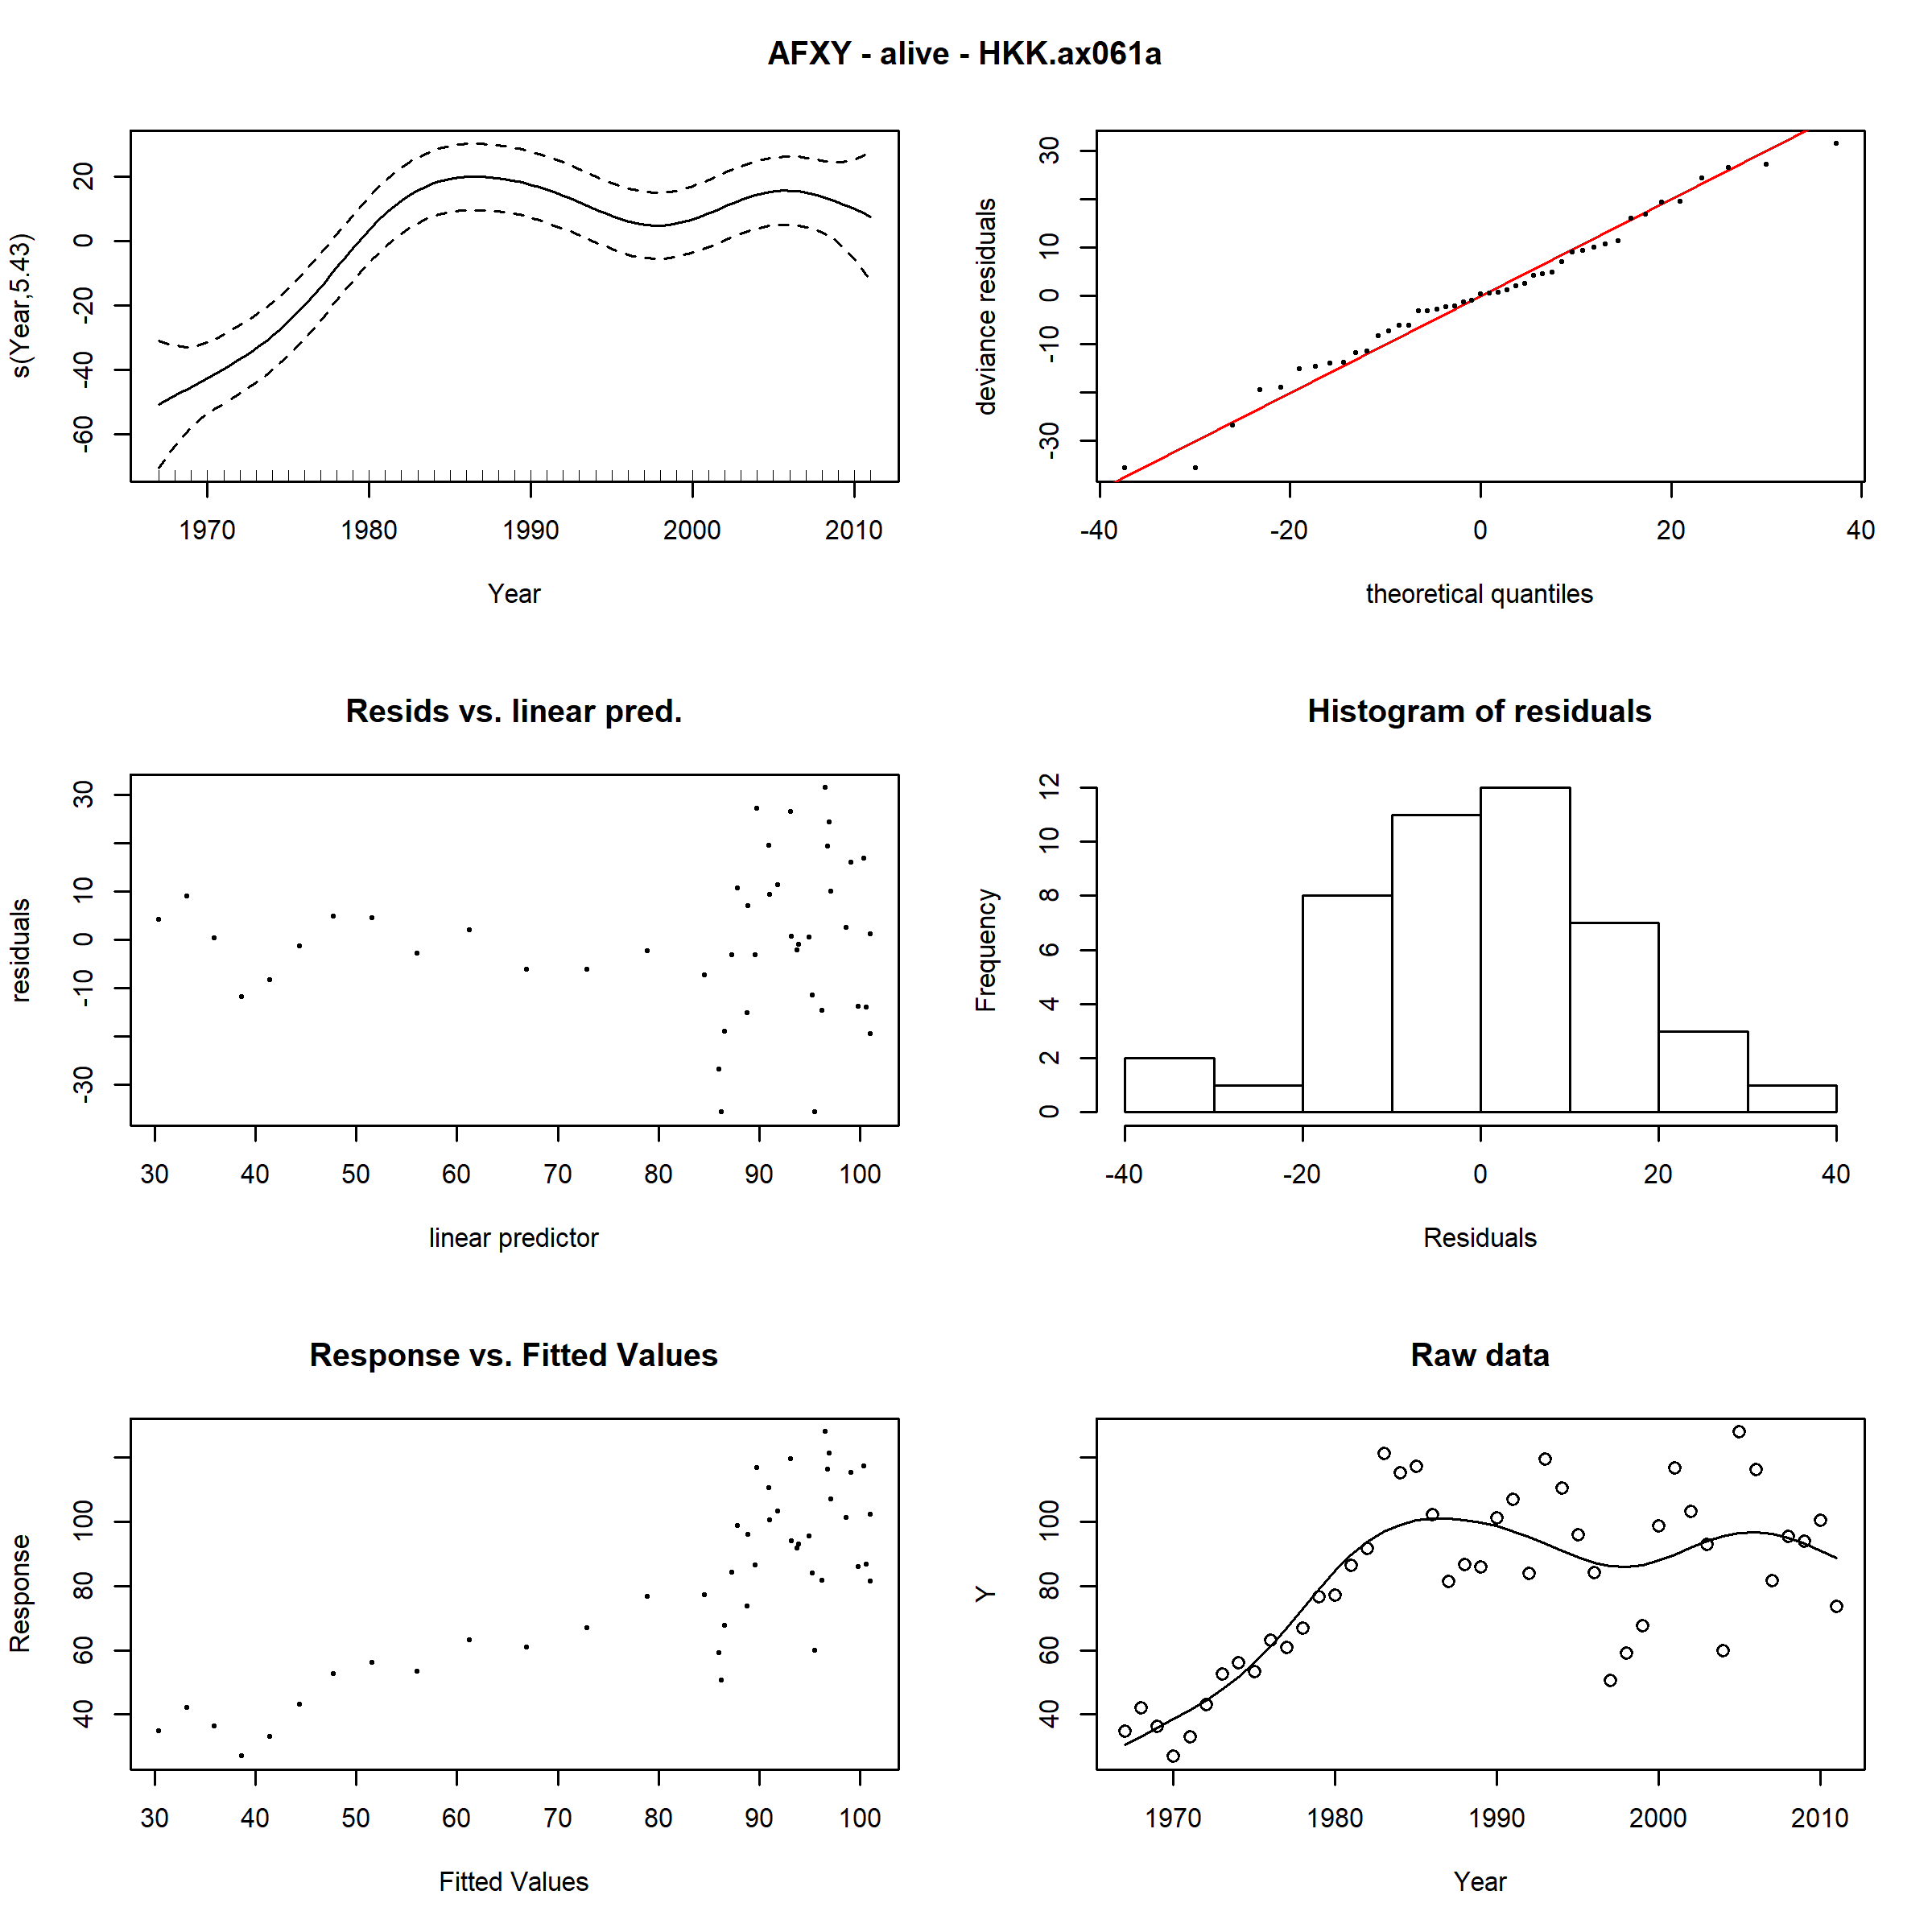 AFXY - alive - HKK.ax061a
s(Year,5.43)
20
0
-20
-40
-60
1970 1980 1990 2000 2010
Year
deviance residuals
30
10
0
-10
-30
-40 -20 0 20 40
theoretical quantiles
Resids vs. linear pred.
residuals
30
10
0
-10
-30
30 40 50 60 70 80 90 100
linear predictor
Histogram of residuals
Frequency
12
10
8
6
4
2
0
-40 -20 0 20 40
Residuals
Response vs. Fitted Values
Response
100
80
60
40
30 40 50 60 70 80 90 100
Fitted Values
Raw data
Y
100
80
60
40
1970 1980 1990 2000 2010
Year